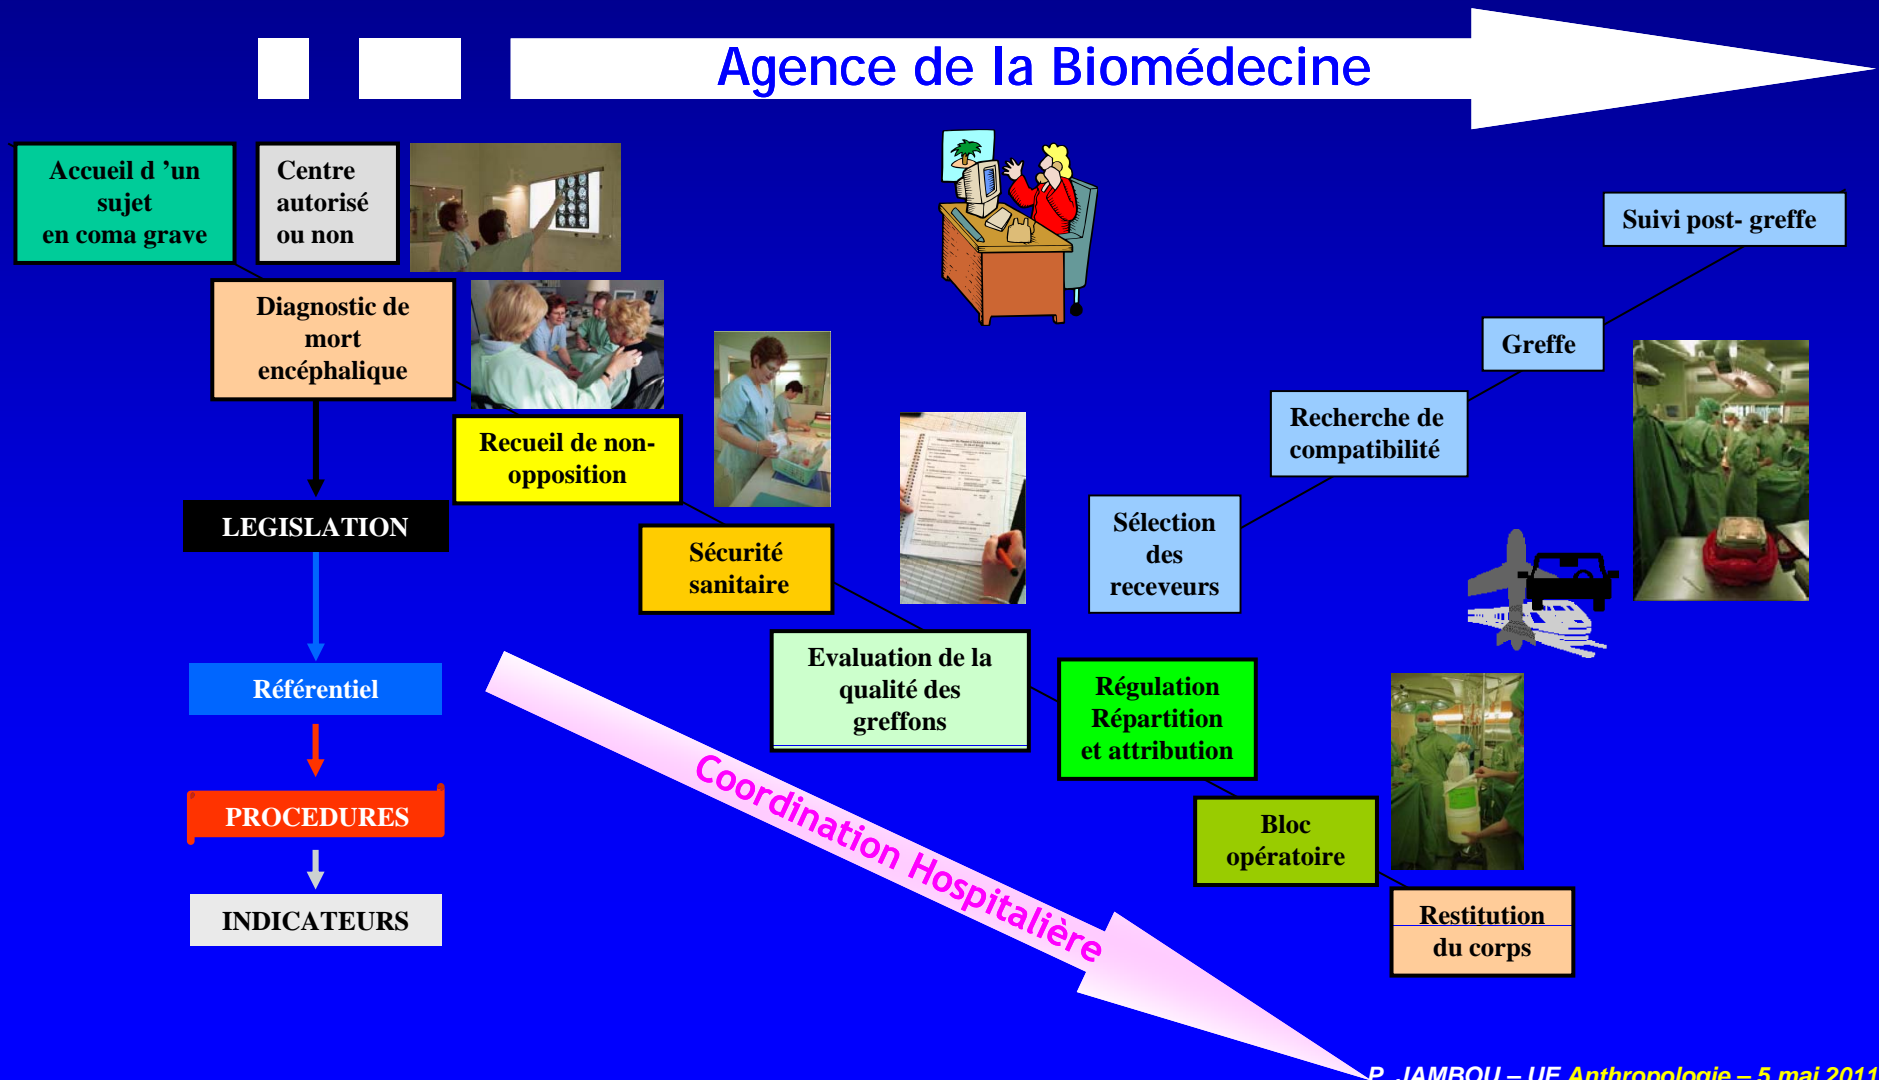 Agence de la Biomédecine
Accueil d ’un
sujet
en coma grave
Centre
autorisé
ou non
Diagnostic de
mort
encéphalique
Recueil de non-
opposition
Sécurité
sanitaire
Evaluation de la
qualité des
greffons
Régulation
Répartition
et attribution
Bloc
opératoire
Restitution
du corps
Sélection
des
receveurs
Recherche de
compatibilité
Greffe
Suivi post- greffe
LEGISLATION
Référentiel
PROCEDURES
INDICATEURS
Coordination Hospitalière
P. JAMBOU – UE Anthropologie – 5 mai 2011